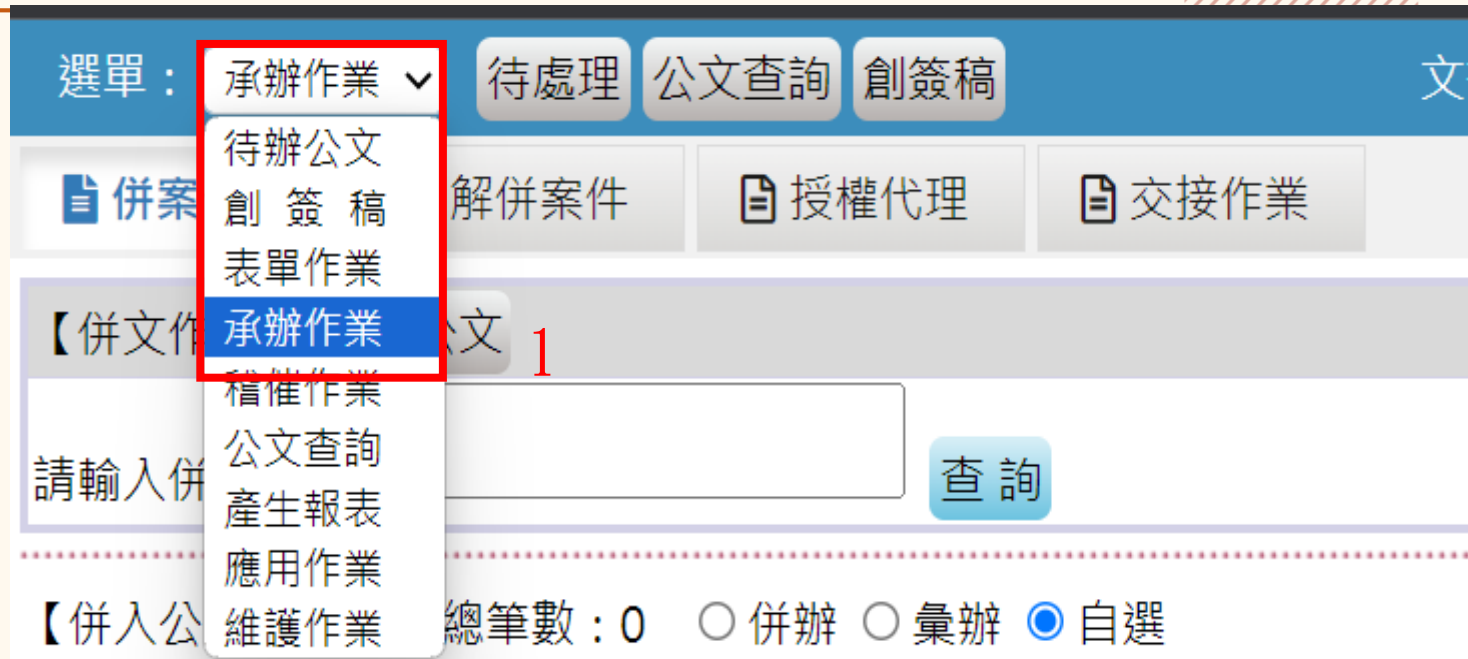 選單： 承辦作業 待處理 公文查詢 創簽稿 文
待辦公文
併案 解併案件 授權代理 交接作業
創 簽 稿
表單作業
【併文作 承辦作業 公文 1
稽催作業
公文查詢
請輸入併 查 詢
產生報表
應用作業
【併入公 維護作業 總筆數：0 併辦 彙辦 自選